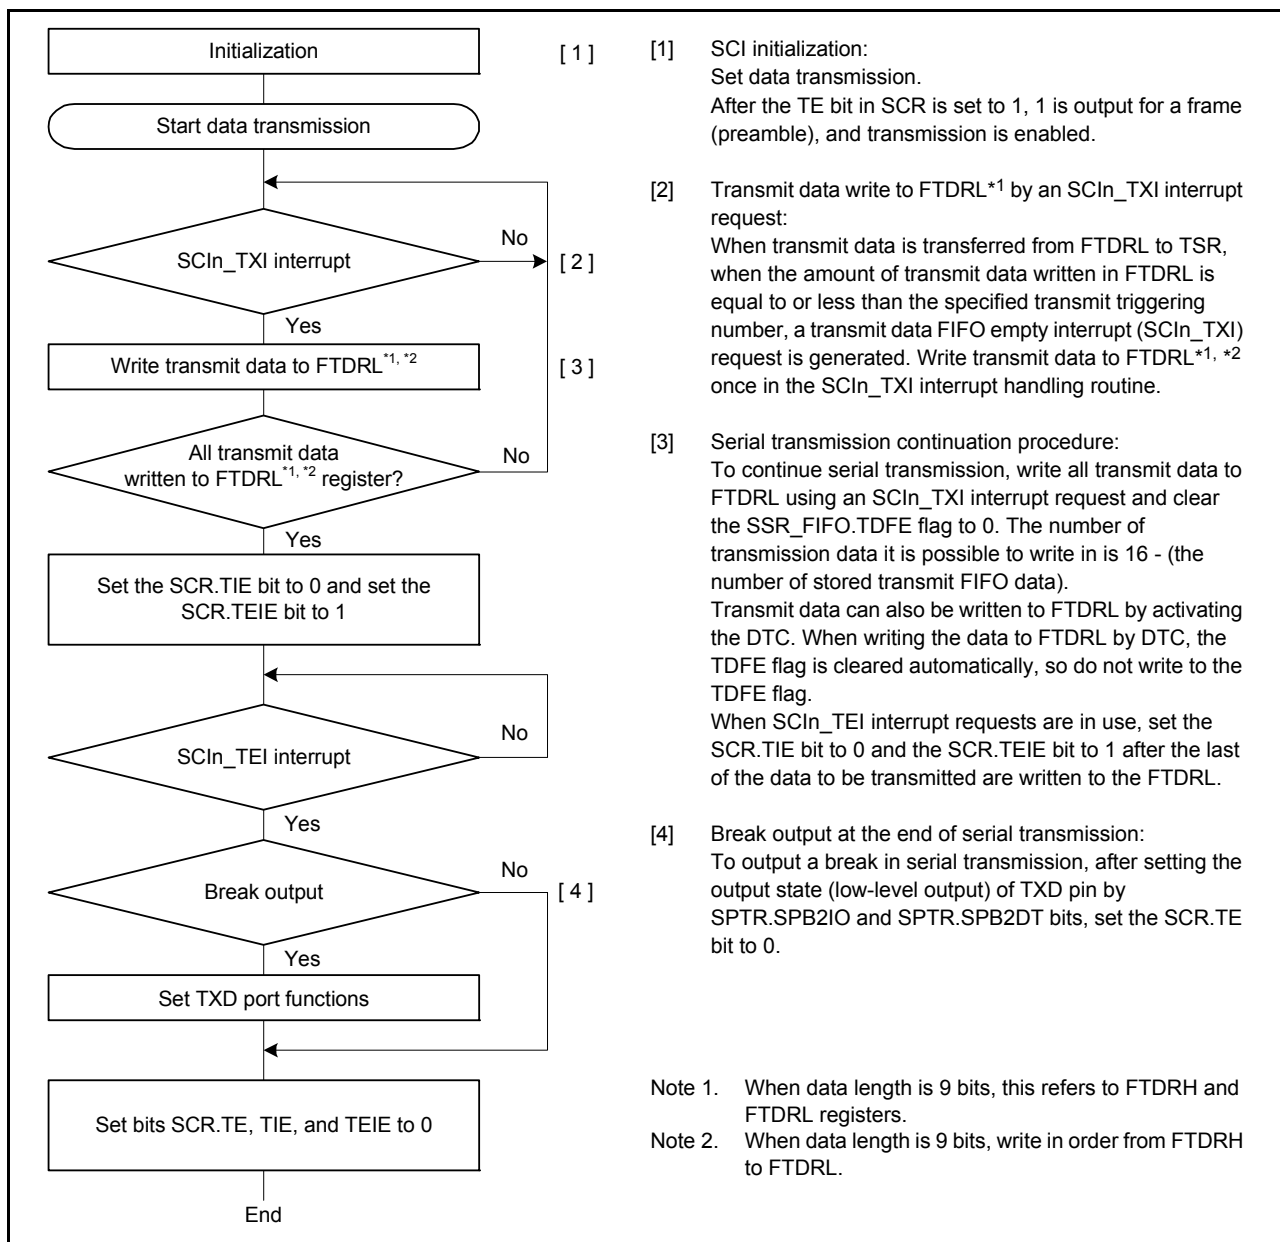 Initialization
[ 1 ]
Start data transmission
SCIn_TXI interrupt
No
[ 2 ]
Yes
Write transmit data to FTDRL*1, *2
[ 3 ]
All transmit data
written to FTDRL*1, *2 register?
No
Yes
Set the SCR.TIE bit to 0 and set the
SCR.TEIE bit to 1
SCIn_TEI interrupt
No
Yes
Break output
No
[ 4 ]
Yes
Set TXD port functions
Set bits SCR.TE, TIE, and TEIE to 0
End
[1] SCI initialization:
Set data transmission.
After the TE bit in SCR is set to 1, 1 is output for a frame
(preamble), and transmission is enabled.
[2] Transmit data write to FTDRL*1 by an SCIn_TXI interrupt
request:
When transmit data is transferred from FTDRL to TSR,
when the amount of transmit data written in FTDRL is
equal to or less than the specified transmit triggering
number, a transmit data FIFO empty interrupt (SCIn_TXI)
request is generated. Write transmit data to FTDRL*1, *2
once in the SCIn_TXI interrupt handling routine.
[3] Serial transmission continuation procedure:
To continue serial transmission, write all transmit data to
FTDRL using an SCIn_TXI interrupt request and clear
the SSR_FIFO.TDFE flag to 0. The number of
transmission data it is possible to write in is 16 - (the
number of stored transmit FIFO data).
Transmit data can also be written to FTDRL by activating
the DTC. When writing the data to FTDRL by DTC, the
TDFE flag is cleared automatically, so do not write to the
TDFE flag.
When SCIn_TEI interrupt requests are in use, set the
SCR.TIE bit to 0 and the SCR.TEIE bit to 1 after the last
of the data to be transmitted are written to the FTDRL.
[4] Break output at the end of serial transmission:
To output a break in serial transmission, after setting the
output state (low-level output) of TXD pin by
SPTR.SPB2IO and SPTR.SPB2DT bits, set the SCR.TE
bit to 0.
Note 1. When data length is 9 bits, this refers to FTDRH and
FTDRL registers.
Note 2. When data length is 9 bits, write in order from FTDRH
to FTDRL.